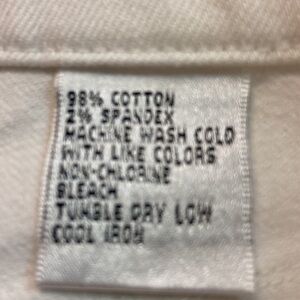 98% COTTON
2% SPANDEX
MACHINE WASH COLD
WITH LIKE COLORS
NON-CHLORINE
BLEACH
TUMBLE DRY LOW
COOL IRON